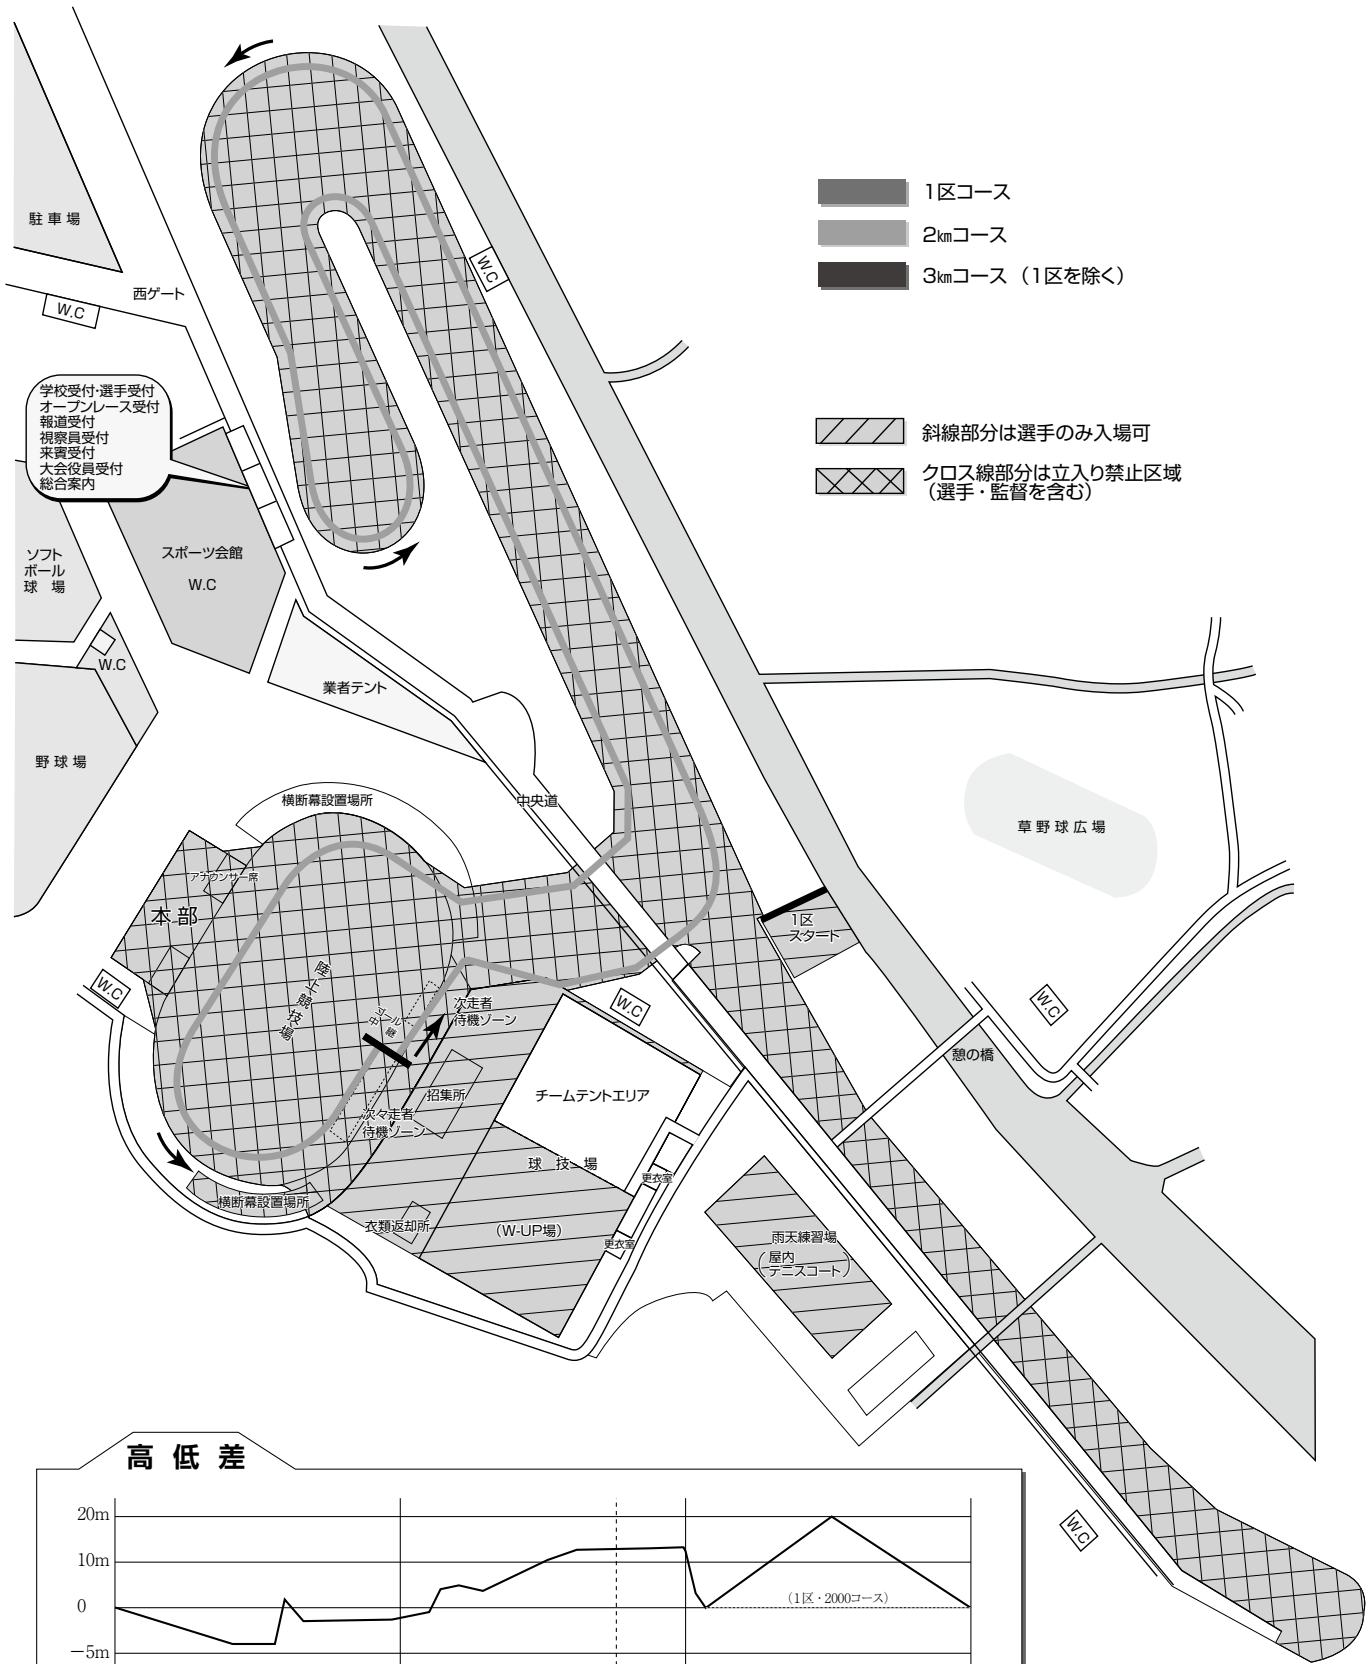 駐車場
西ゲート
W.C
W.C
1区コース
2kmコース
3kmコース（1区を除く）
斜線部分は選手のみ入場可
クロス線部分は立入り禁止区域
（選手・監督を含む）
学校受付・選手受付
オープンレース受付
報道受付
視察員受付
来賓受付
大会役員受付
総合案内
ソフト
ボール
球　場
スポーツ会館
W.C
W.C
業者テント
野球場
横断幕設置場所
中央道
草野球広場
アナウンサー席
本部
1区
スタート
W.C
陸上競技場
ゴール
中継
次走者
待機ゾーン
W.C
W.C
憩の橋
招集所
チームテントエリア
次々走者
待機ゾーン
球技場
更衣室
横断幕設置場所
衣類返却所
（W-UP場）
更衣室
雨天練習場
（屋内
テニスコート）
W.C
高低差
20m
10m
0
（1区・2000コース）
－5m